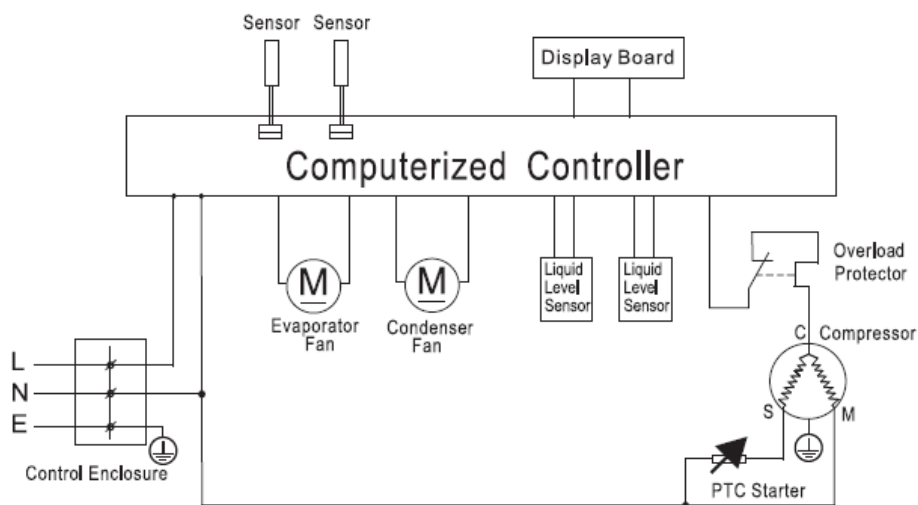 Sensor Sensor
Display Board
Computerized Controller
Liquid
Level
Sensor
Liquid
Level
Sensor
Overload
Protector
M
Evaporator
Fan
M
Condenser
Fan
C Compressor
S M
L
N
E
Control Enclosure
PTC Starter